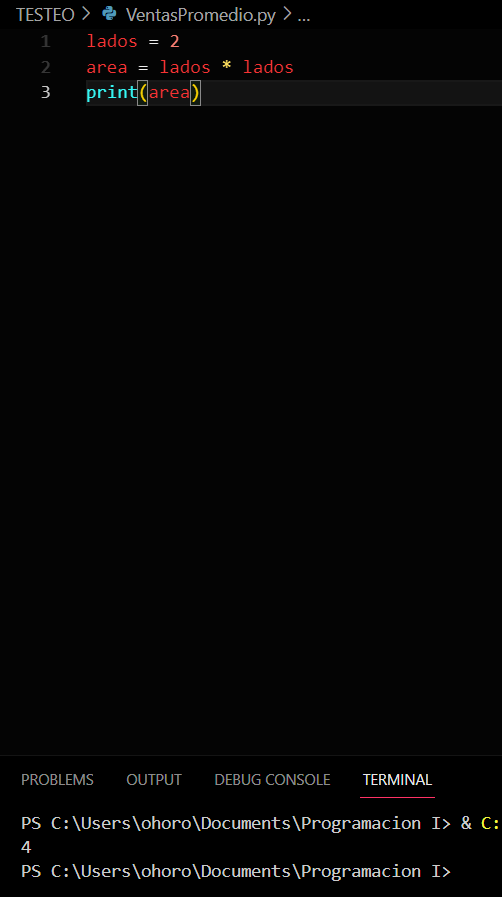 TESTEO > VentasPromedio.py > ...
1 lados = 2
2 area = lados * lados
3 print(area)
PROBLEMS OUTPUT DEBUG CONSOLE TERMINAL
PS C:\Users\ohoro\Documents\Programacion I> & C:
4
PS C:\Users\ohoro\Documents\Programacion I>